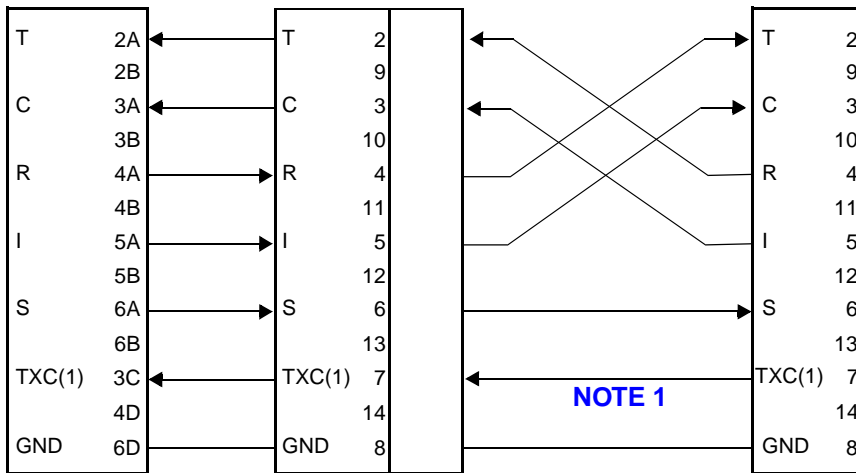 T 2A T 2 T 2
2B 9 9
C 3A C 3 C 3
3B 10 10
R 4A R 4 R 4
4B 11 11
I 5A I 5 I 5
5B 12 12
S 6A S 6 S 6
6B 13 13
TXC(1) 3C TXC(1) 7 TXC(1) 7
NOTE 1
4D 14 14
GND 6D GND 8 GND 8